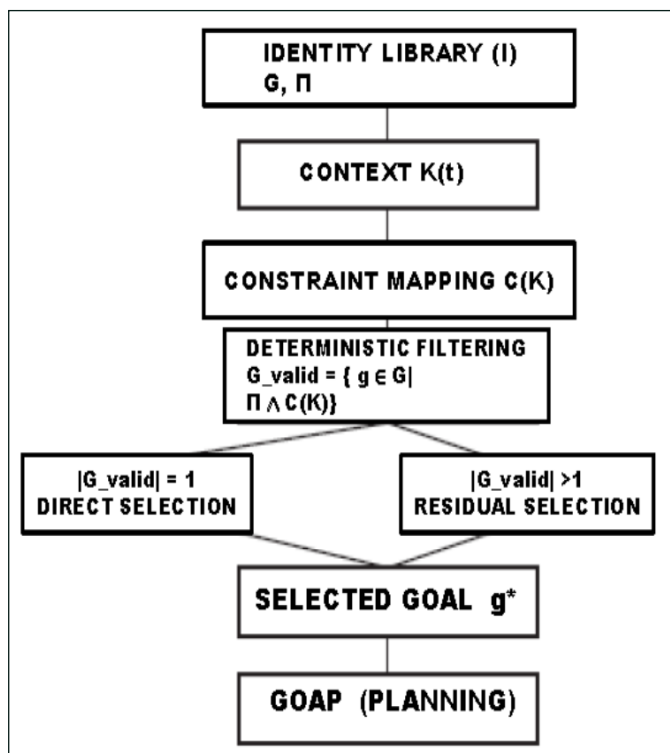 IDENTITY LIBRARY (I)
G, Π
CONTEXT K(t)
CONSTRAINT MAPPING C(K)
DETERMINISTIC FILTERING
G_valid = { g ∈ G|
Π ∧ C(K)}
|G_valid| = 1
DIRECT SELECTION
|G_valid| >1
RESIDUAL SELECTION
SELECTED GOAL g*
GOAP (PLANNING)